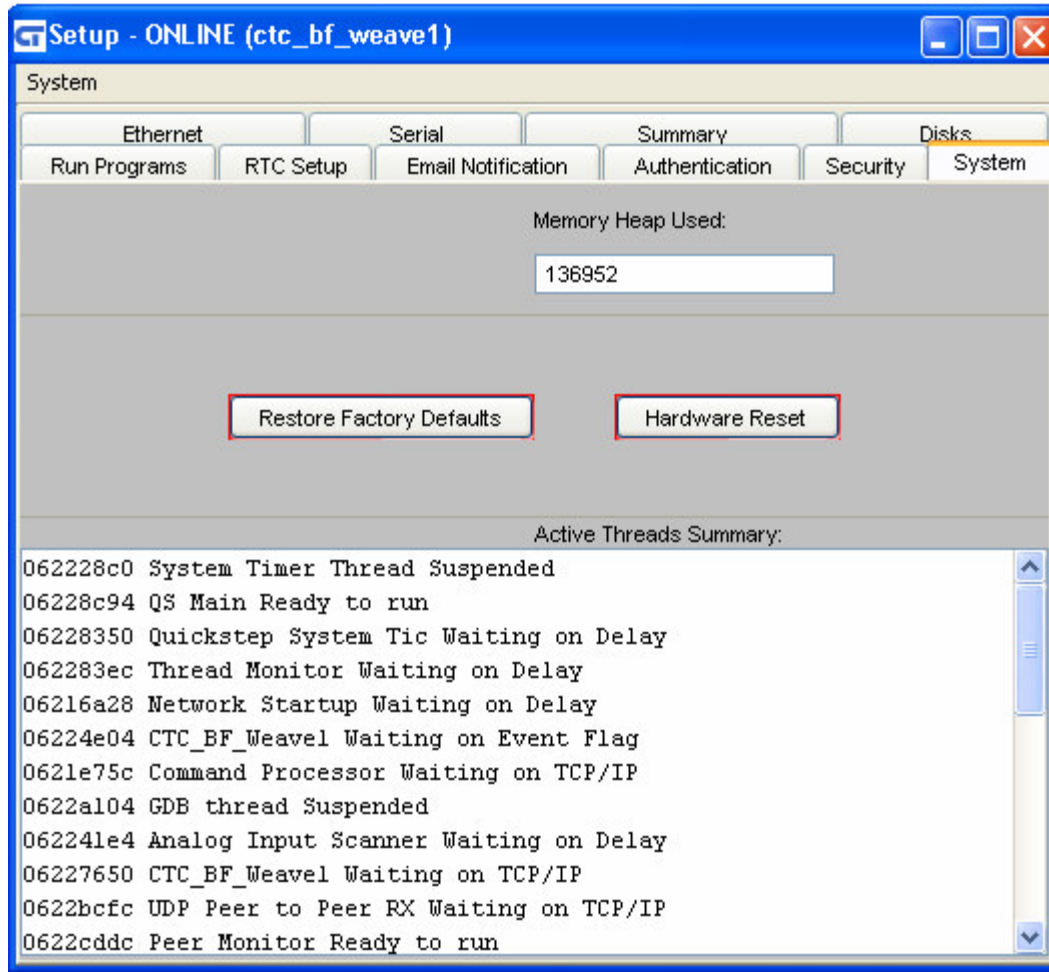 CT Setup - ONLINE (ctc_bf_weave1)
System
Ethernet Serial Summary Disks
Run Programs RTC Setup Email Notification Authentication Security System
Memory Heap Used:
136952
Restore Factory Defaults Hardware Reset
Active Threads Summary:
062228c0 System Timer Thread Suspended
06228c94 QS Main Ready to run
06228350 Quickstep System Tic Waiting on Delay
062283ec Thread Monitor Waiting on Delay
06216a28 Network Startup Waiting on Delay
06224e04 CTC_BF_Weave1 Waiting on Event Flag
0621e75c Command Processor Waiting on TCP/IP
0622a104 GDB thread Suspended
062241e4 Analog Input Scanner Waiting on Delay
06227650 CTC_BF_Weave1 Waiting on TCP/IP
0622bcfc UDP Peer to Peer RX Waiting on TCP/IP
0622cddc Peer Monitor Ready to run